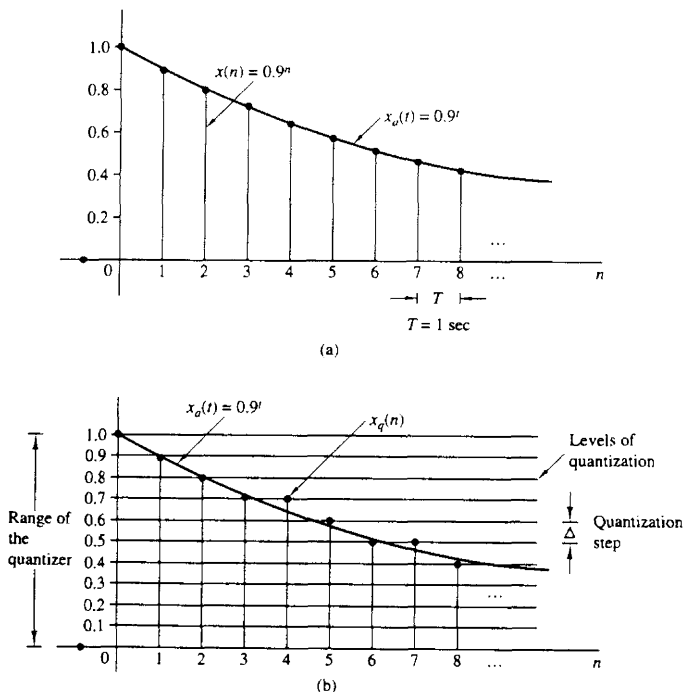 1.0
x(n) = 0.9ⁿ
0.8
xₐ(t) = 0.9ᵗ
0.6
0.4
0.2
...
0 1 2 3 4 5 6 7 8 ... n
T
T = 1 sec
(a)
xₐ(t) = 0.9ᵗ
x_q(n)
1.0
0.9
0.8
0.7
0.6
0.5
0.4
0.3
0.2
0.1
Levels of
quantization
Range of
the
quantizer
Δ
Quantization
step
...
0 1 2 3 4 5 6 7 8 ... n
(b)